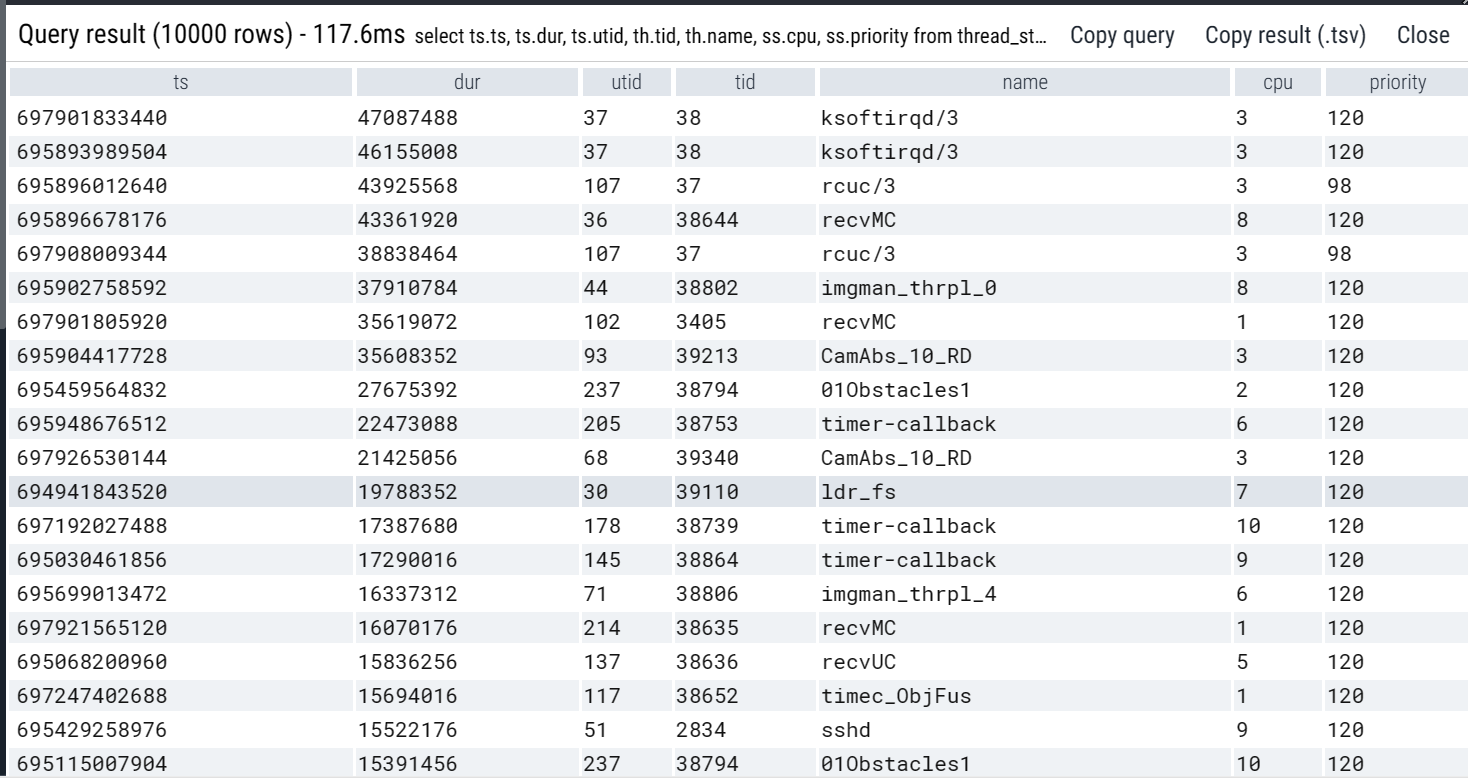 Query result (10000 rows) - 117.6ms select ts.ts, ts.dur, ts.utid, th.tid, th.name, ss.cpu, ss.priority from thread_st… Copy query Copy result (.tsv) Close
ts dur utid tid name cpu priority
697901833440 47087488 37 38 ksoftirqd/3 3 120
695893989504 46155008 37 38 ksoftirqd/3 3 120
695896012640 43925568 107 37 rcuc/3 3 98
695896678176 43361920 36 38644 recvMC 8 120
697908009344 38838464 107 37 rcuc/3 3 98
695902758592 37910784 44 38802 imgman_thrpl_0 8 120
697901805920 35619072 102 3405 recvMC 1 120
695904417728 35608352 93 39213 CamAbs_10_RD 3 120
695459564832 27675392 237 38794 01Obstacles1 2 120
695948676512 22473088 205 38753 timer-callback 6 120
697926530144 21425056 68 39340 CamAbs_10_RD 3 120
694941843520 19788352 30 39110 ldr_fs 7 120
697192027488 17387680 178 38739 timer-callback 10 120
695030461856 17290016 145 38864 timer-callback 9 120
695699013472 16337312 71 38806 imgman_thrpl_4 6 120
697921565120 16070176 214 38635 recvMC 1 120
695068200960 15836256 137 38636 recvUC 5 120
697247402688 15694016 117 38652 timec_ObjFus 1 120
695429258976 15522176 51 2834 sshd 9 120
695115007904 15391456 237 38794 01Obstacles1 10 120